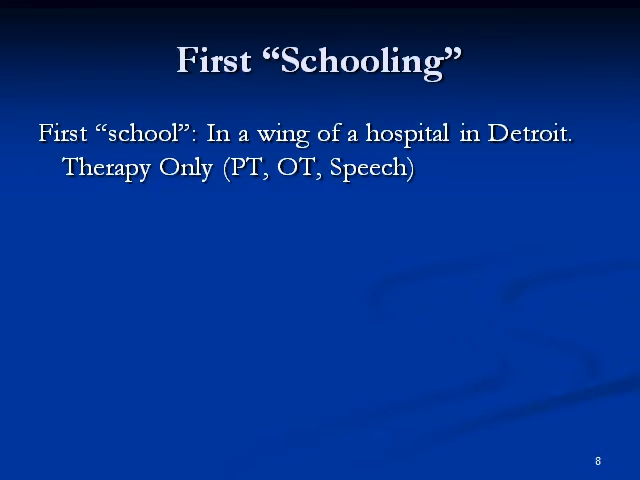 First “Schooling”
First “school”: In a wing of a hospital in Detroit.
Therapy Only (PT, OT, Speech)
8